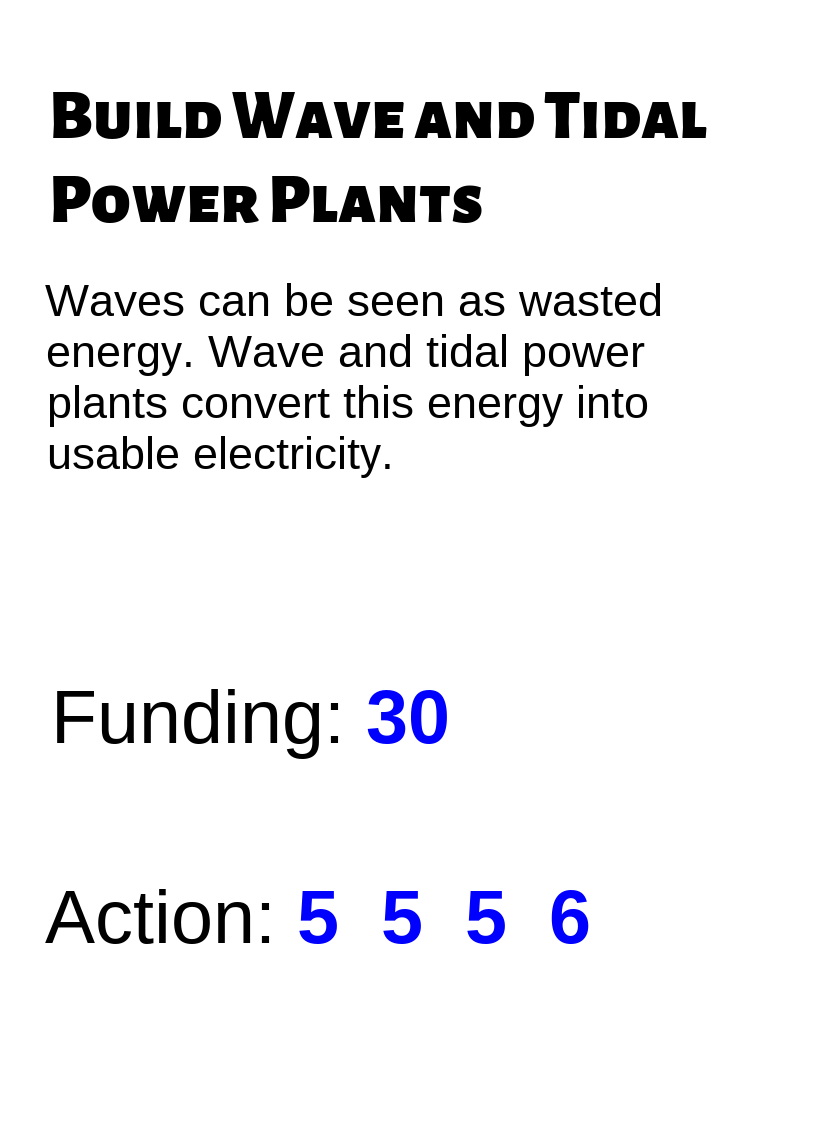 Build Wave and Tidal
Power Plants
Waves can be seen as wasted
energy. Wave and tidal power
plants convert this energy into
usable electricity.
Funding: 30
Action: 5 5 5 6